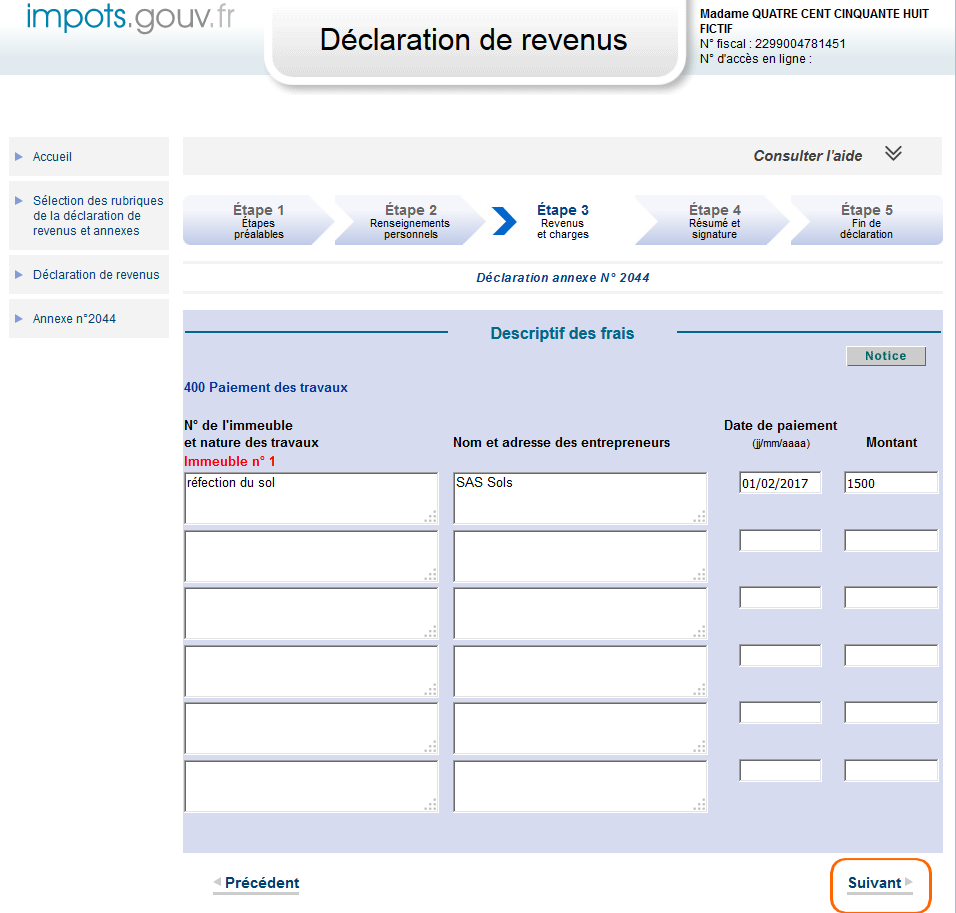 impots.gouv.fr
Déclaration de revenus
Madame QUATRE CENT CINQUANTE HUIT
FICTIF
N° fiscal : 2299004781451
N° d'accès en ligne :
Accueil
Sélection des rubriques
de la déclaration de
revenus et annexes
Déclaration de revenus
Annexe n°2044
Consulter l'aide
Étape 1
Étapes
préalables
Étape 2
Renseignements
personnels
Étape 3
Revenus
et charges
Étape 4
Résumé et
signature
Étape 5
Fin de
déclaration
Déclaration annexe N° 2044
Descriptif des frais
Notice
400 Paiement des travaux
N° de l'immeuble
et nature des travaux
Nom et adresse des entrepreneurs
Date de paiement
(jj/mm/aaaa)
Montant
Immeuble n° 1
réfection du sol
SAS Sols
01/02/2017
1500
Précédent
Suivant